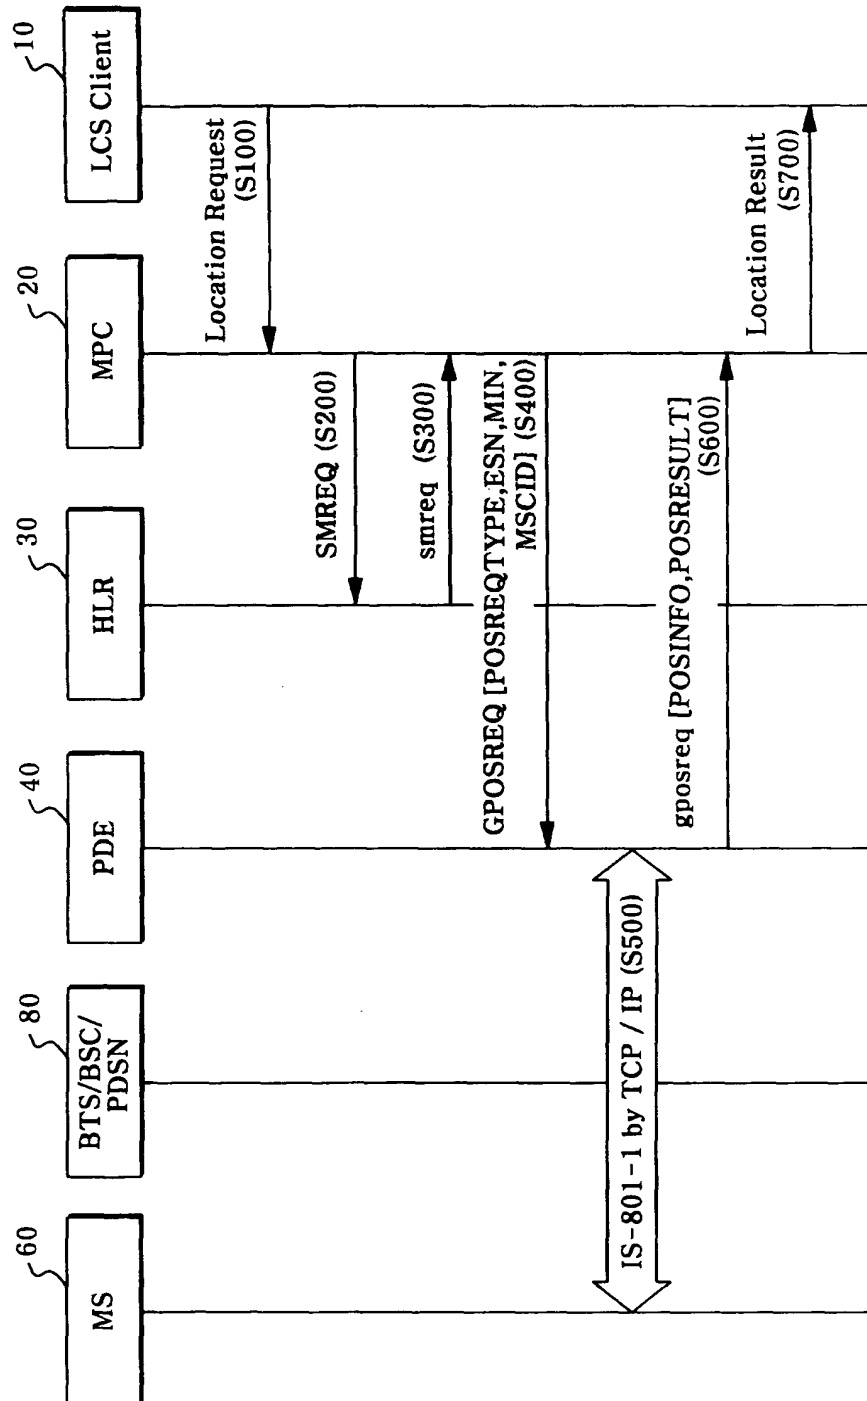 60
MS
80
BTS/BSC/
PDSN
40
PDE
30
HLR
20
MPC
10
LCS Client
Location Request
(S100)
SMREQ (S200)
smreq (S300)
GPOSREQ [POSREQTYPE,ESN,MIN,
MSCID] (S400)
IS-801-1 by TCP / IP (S500)
gposreq [POSINFO,POSRESULT]
(S600)
Location Result
(S700)